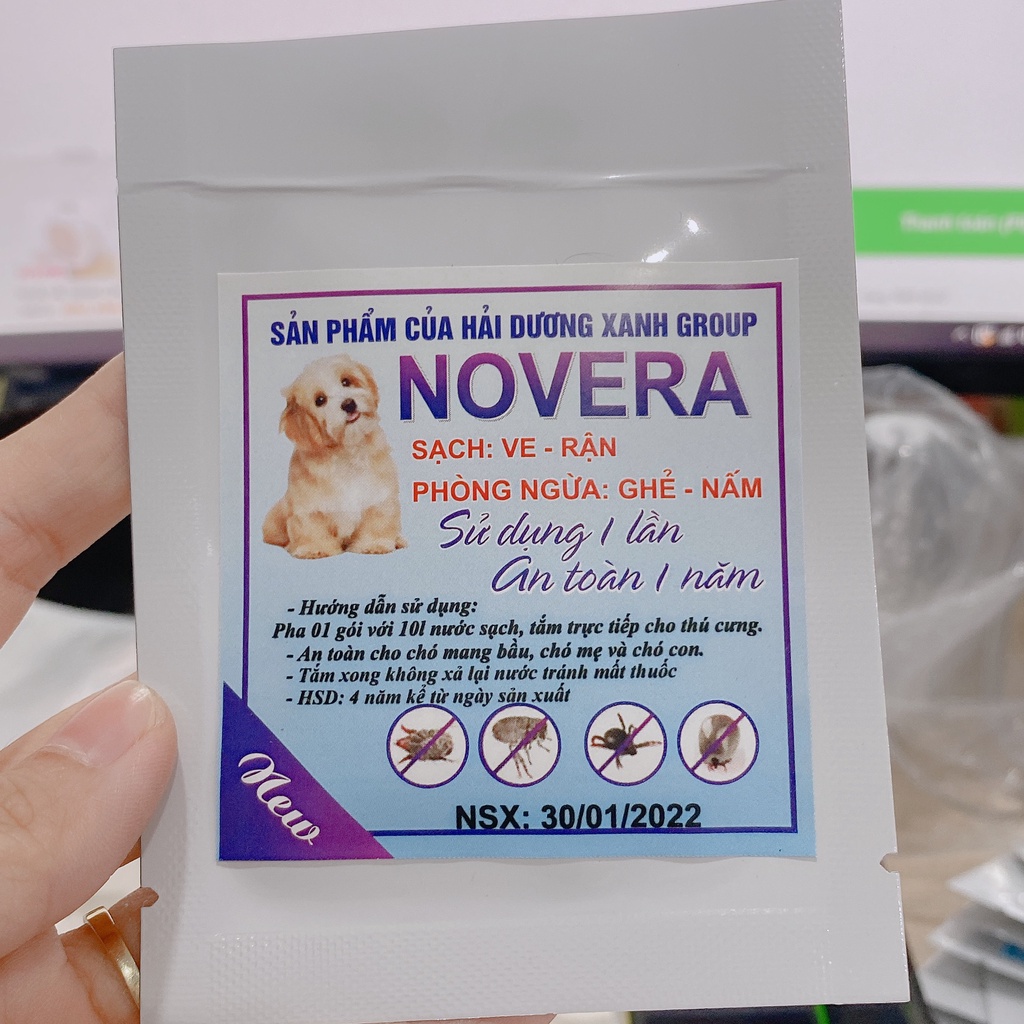 SẢN PHẨM CỦA HẢI DƯƠNG XANH GROUP
NOVERA
SẠCH: VE - RẬN
PHÒNG NGỪA: GHẺ - NẤM
Sử dụng 1 lần
An toàn 1 năm
- Hướng dẫn sử dụng:
Pha 01 gói với 10l nước sạch, tắm trực tiếp cho thú cưng.
- An toàn cho chó mang bầu, chó mẹ và chó con.
- Tắm xong không xả lại nước tránh mất thuốc
- HSD: 4 năm kể từ ngày sản xuất
New
NSX: 30/01/2022